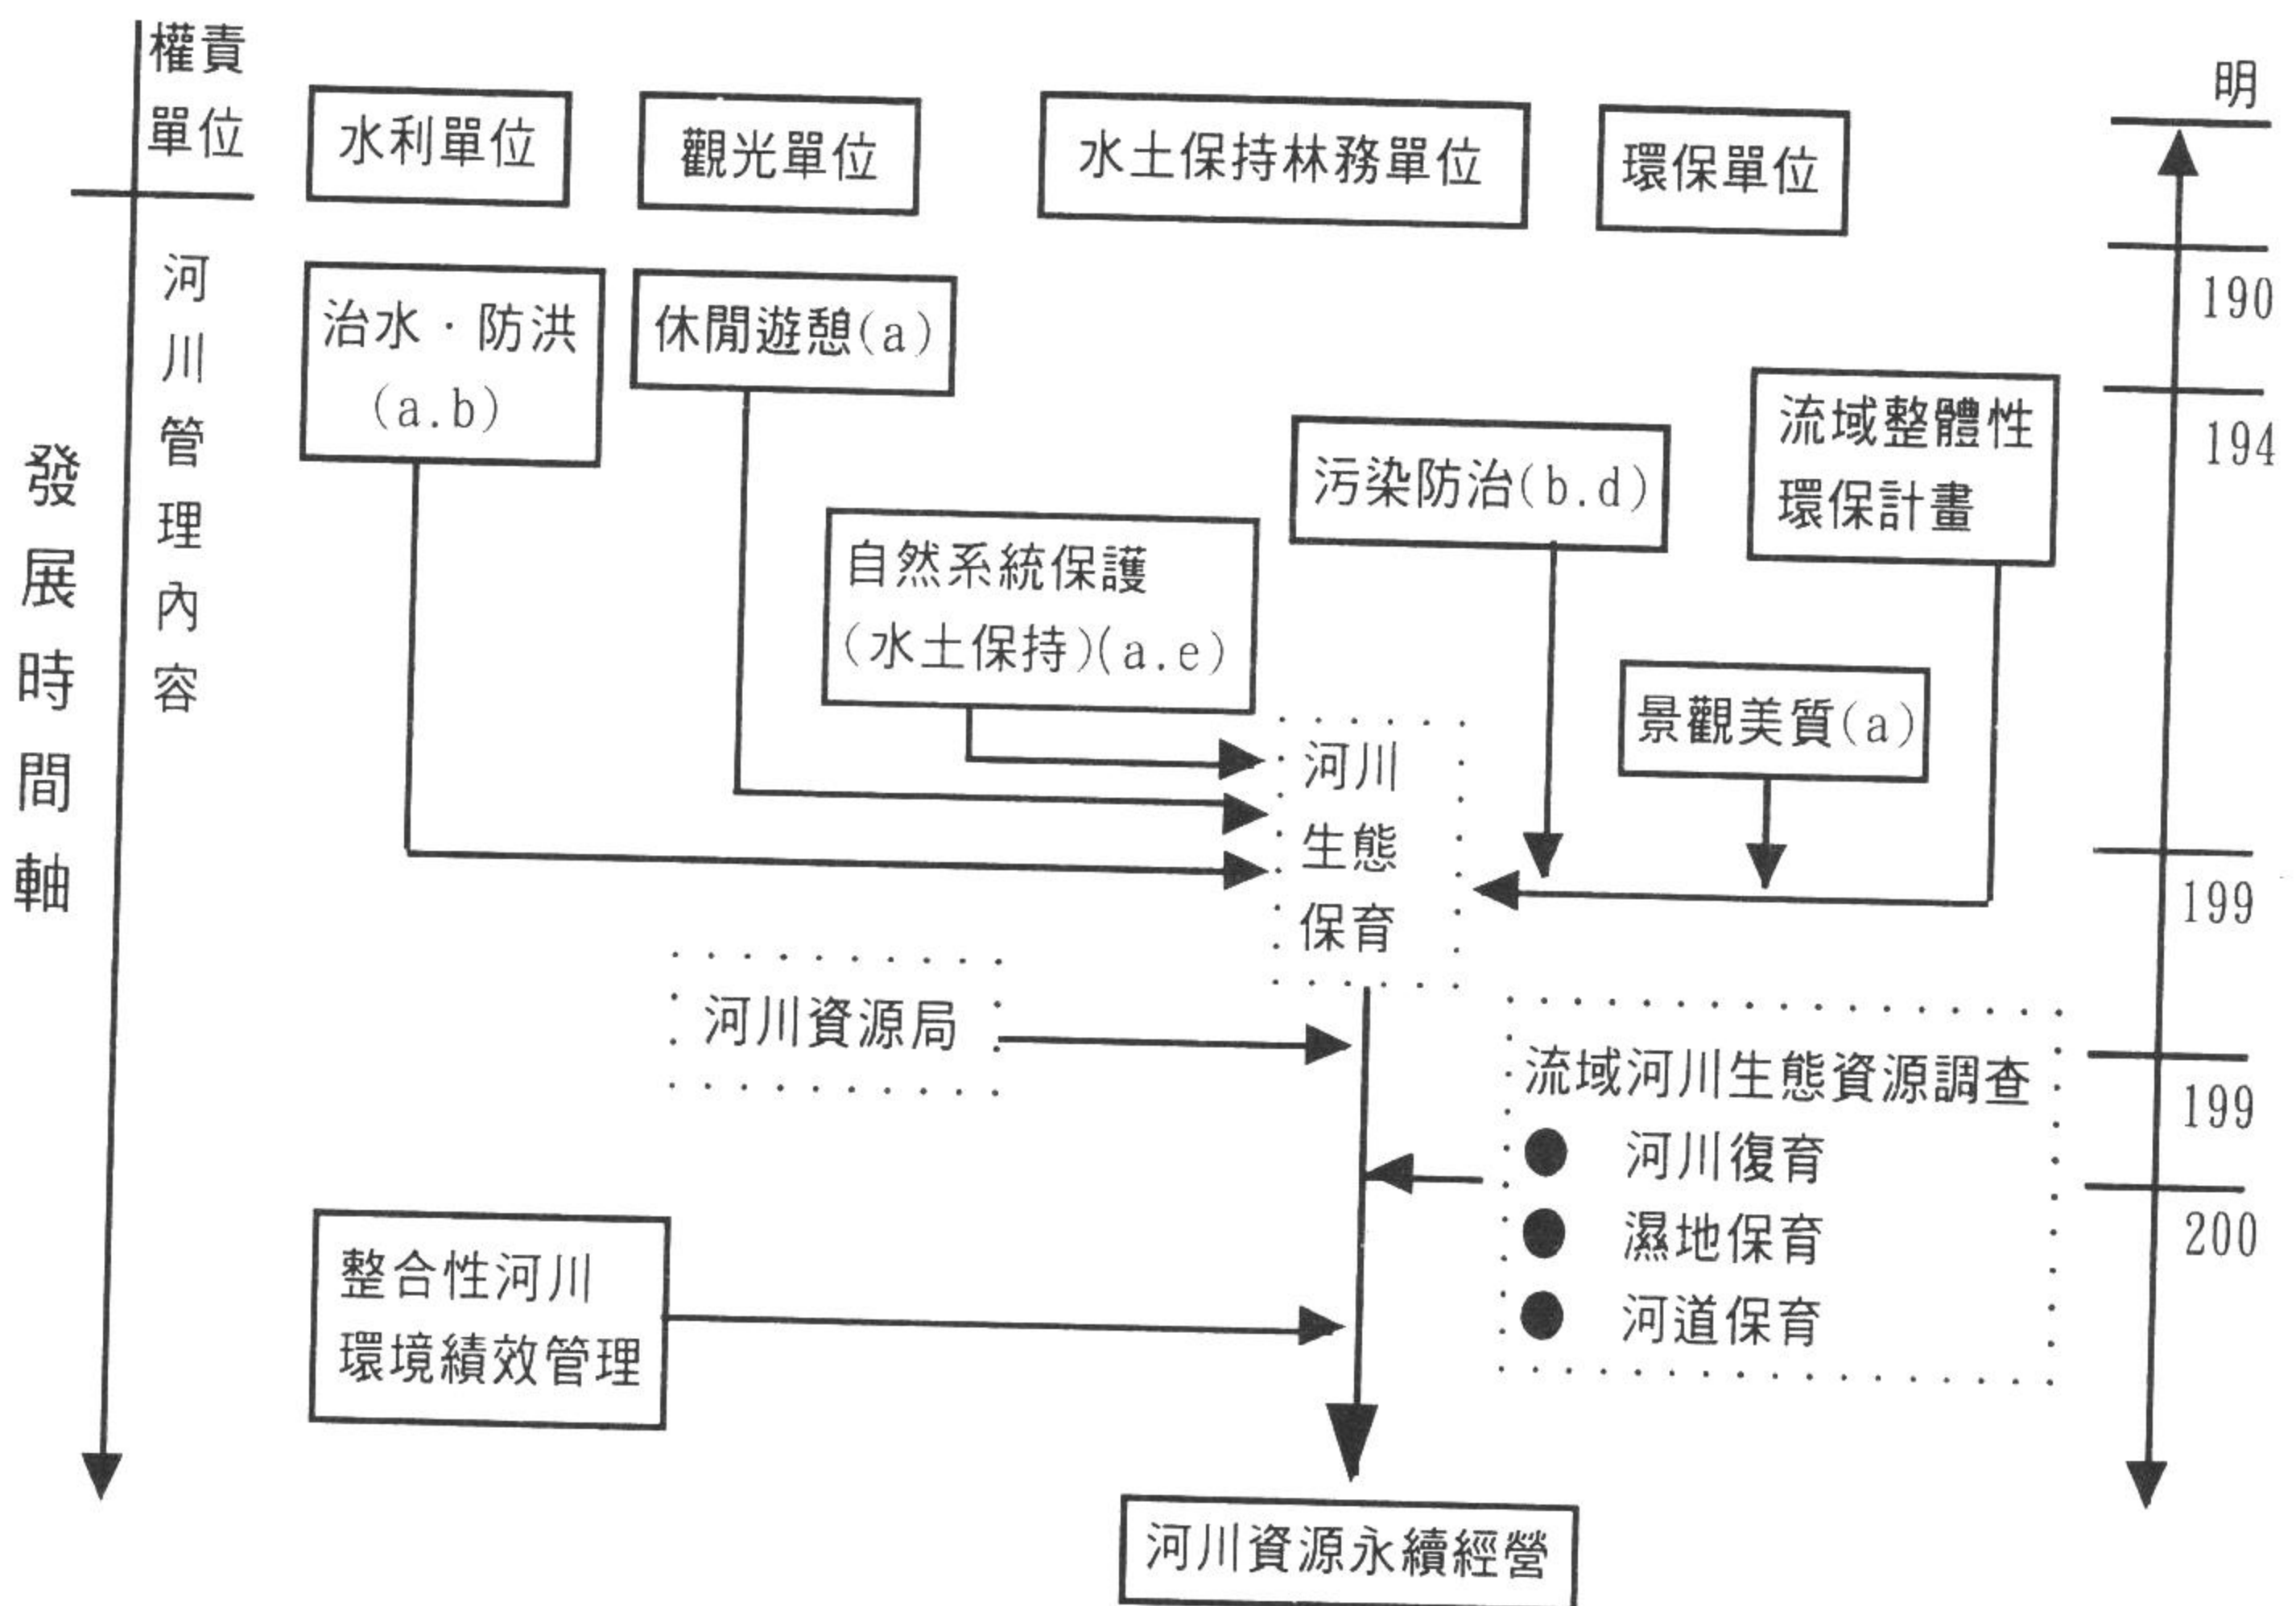 權責
單位
水利單位
觀光單位
水土保持林務單位
環保單位
明
發展時間軸
河川管理內容
治水·防洪
(a.b)
休閒遊憩(a)
自然系統保護
(水土保持)(a.e)
污染防治(b.d)
流域整體性
環保計畫
景觀美質(a)
河川
生態
保育
河川資源局
流域河川生態資源調查
● 河川復育
● 濕地保育
● 河道保育
整合性河川
環境績效管理
河川資源永續經營
190
194
199
199
200